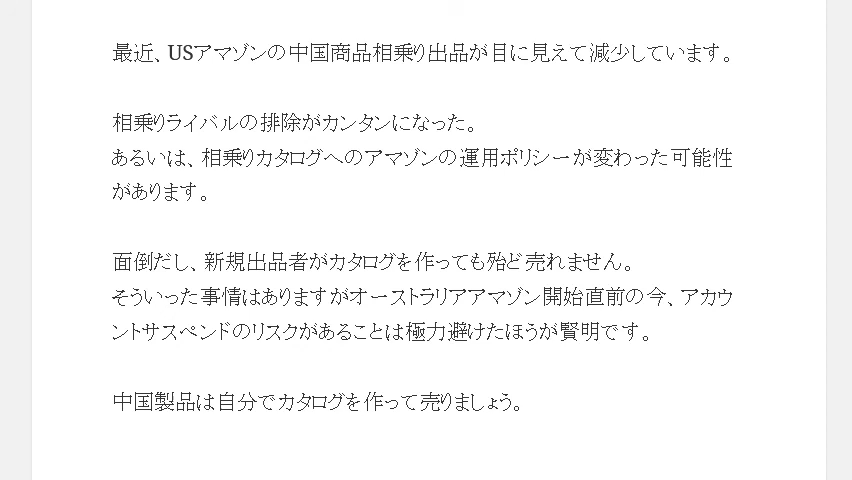 最近、USアマゾンの中国商品相乗り出品が目に見えて減少しています。
相乗りライバルの排除がカンタンになった。
あるいは、相乗りカタログへのアマゾンの運用ポリシーが変わった可能性
があります。
面倒だし、新規出品者がカタログを作っても殆ど売れません。
そういった事情はありますがオーストラリアアマゾン開始直前の今、アカウ
ントサスペンドのリスクがあることは極力避けたほうが賢明です。
中国製品は自分でカタログを作って売りましょう。